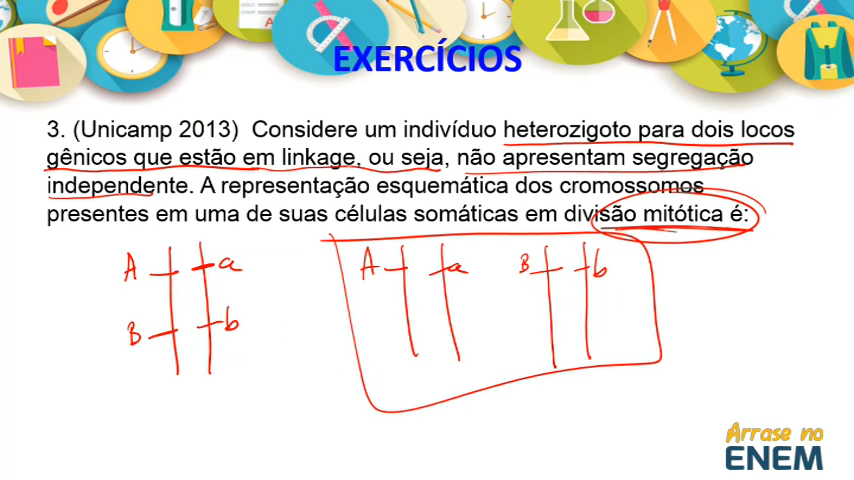 EXERCÍCIOS
3. (Unicamp 2013)  Considere um indivíduo heterozigoto para dois locos
gênicos que estão em linkage, ou seja, não apresentam segregação
independente. A representação esquemática dos cromossomos
presentes em uma de suas células somáticas em divisão mitótica é:
A a A a B b
B b
Arrase no
ENEM